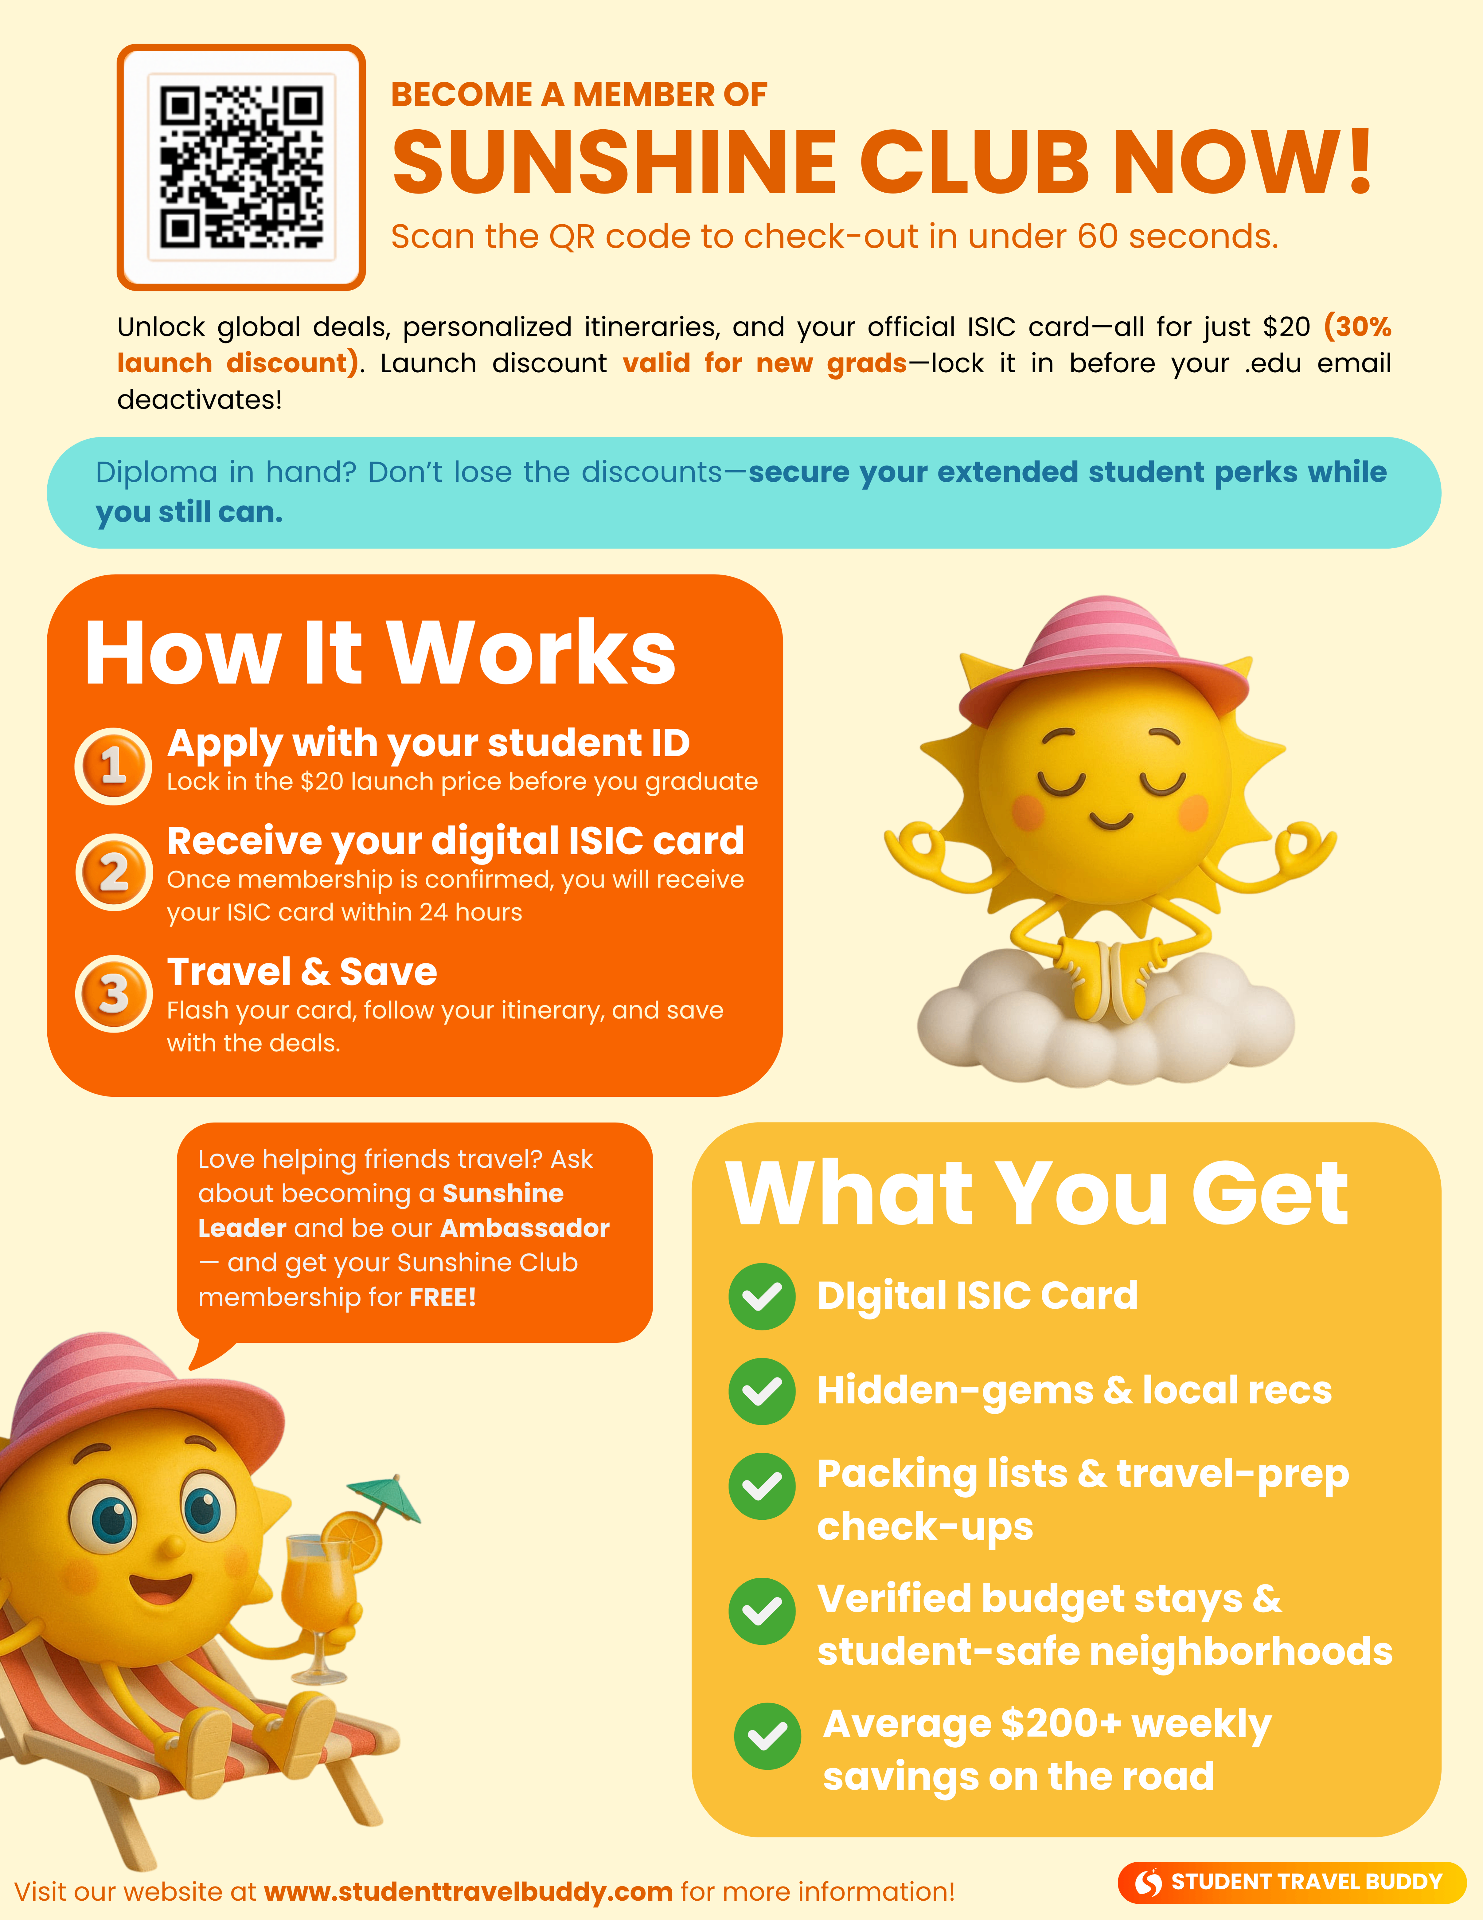 BECOME A MEMBER OF
SUNSHINE CLUB NOW!
Scan the QR code to check-out in under 60 seconds.
Unlock global deals, personalized itineraries, and your official ISIC card—all for just $20 (30%
launch discount). Launch discount valid for new grads—lock it in before your .edu email
deactivates!
Diploma in hand? Don’t lose the discounts—secure your extended student perks while
you still can.
How It Works
1
Apply with your student ID
Lock in the $20 launch price before you graduate
2
Receive your digital ISIC card
Once membership is confirmed, you will receive
your ISIC card within 24 hours
3
Travel & Save
Flash your card, follow your itinerary, and save
with the deals.
Love helping friends travel? Ask
about becoming a Sunshine
Leader and be our Ambassador
— and get your Sunshine Club
membership for FREE!
What You Get
DIgital ISIC Card
Hidden-gems & local recs
Packing lists & travel-prep
check-ups
Verified budget stays &
student-safe neighborhoods
Average $200+ weekly
savings on the road
Visit our website at www.studenttravelbuddy.com for more information!
STUDENT TRAVEL BUDDY